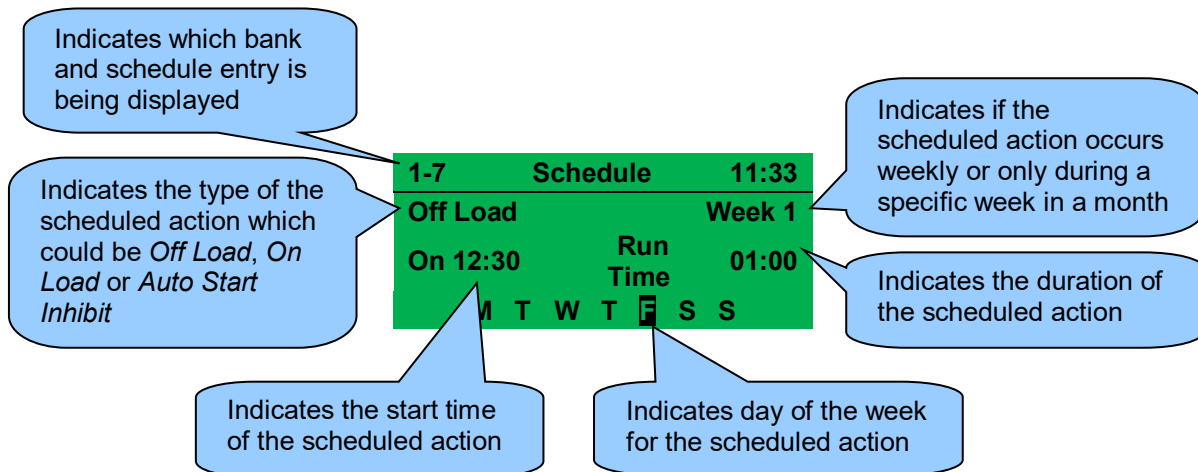 Indicates which bank
and schedule entry is
being displayed
Indicates the type of the
scheduled action which
could be Off Load, On
Load or Auto Start
Inhibit
1-7 Schedule 11:33
Off Load Week 1
On 12:30 Run Time 01:00
M T W T F S S
Indicates if the
scheduled action occurs
weekly or only during a
specific week in a month
Indicates the duration of
the scheduled action
Indicates the start time
of the scheduled action
Indicates day of the week
for the scheduled action